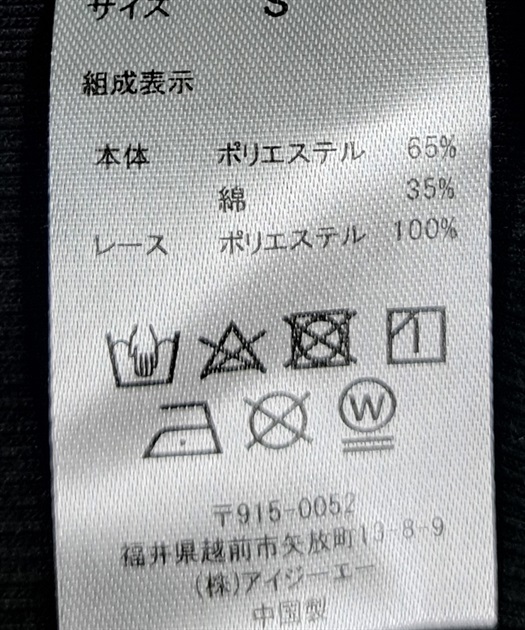 サイズ S
組成表示
本体 ポリエステル 65%
綿 35%
レース ポリエステル 100%
W
〒915-0052
福井県越前市矢放町13-8-9
(株)アイジーエー
中国製